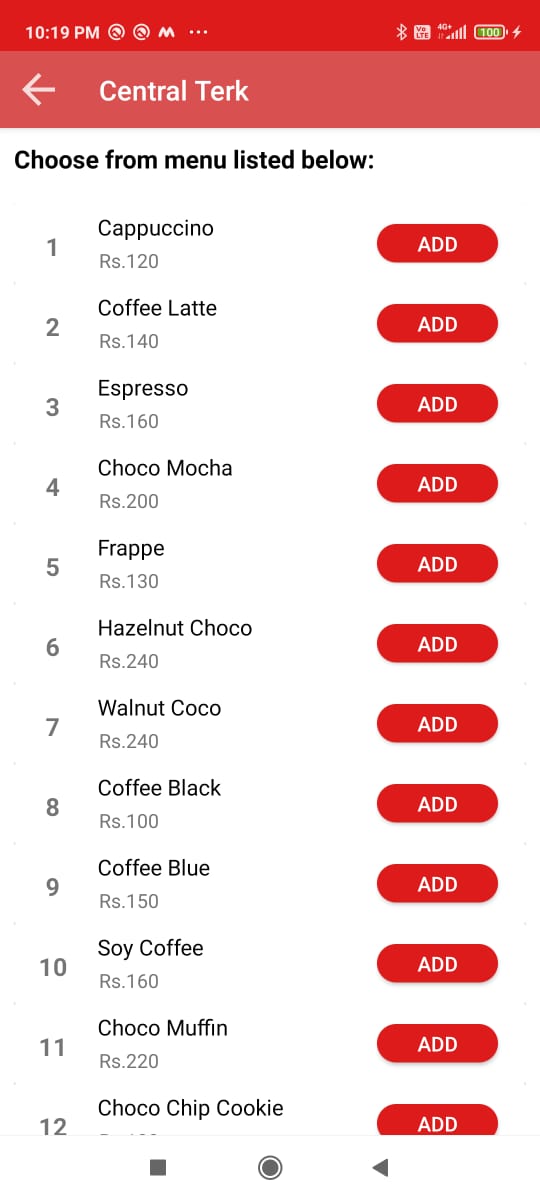 10:19 PM
Vo LTE 4G+ 100
Central Terk
Choose from menu listed below:
1 Cappuccino ADD
Rs.120
2 Coffee Latte ADD
Rs.140
3 Espresso ADD
Rs.160
4 Choco Mocha ADD
Rs.200
5 Frappe ADD
Rs.130
6 Hazelnut Choco ADD
Rs.240
7 Walnut Coco ADD
Rs.240
8 Coffee Black ADD
Rs.100
9 Coffee Blue ADD
Rs.150
10 Soy Coffee ADD
Rs.160
11 Choco Muffin ADD
Rs.220
12 Choco Chip Cookie ADD